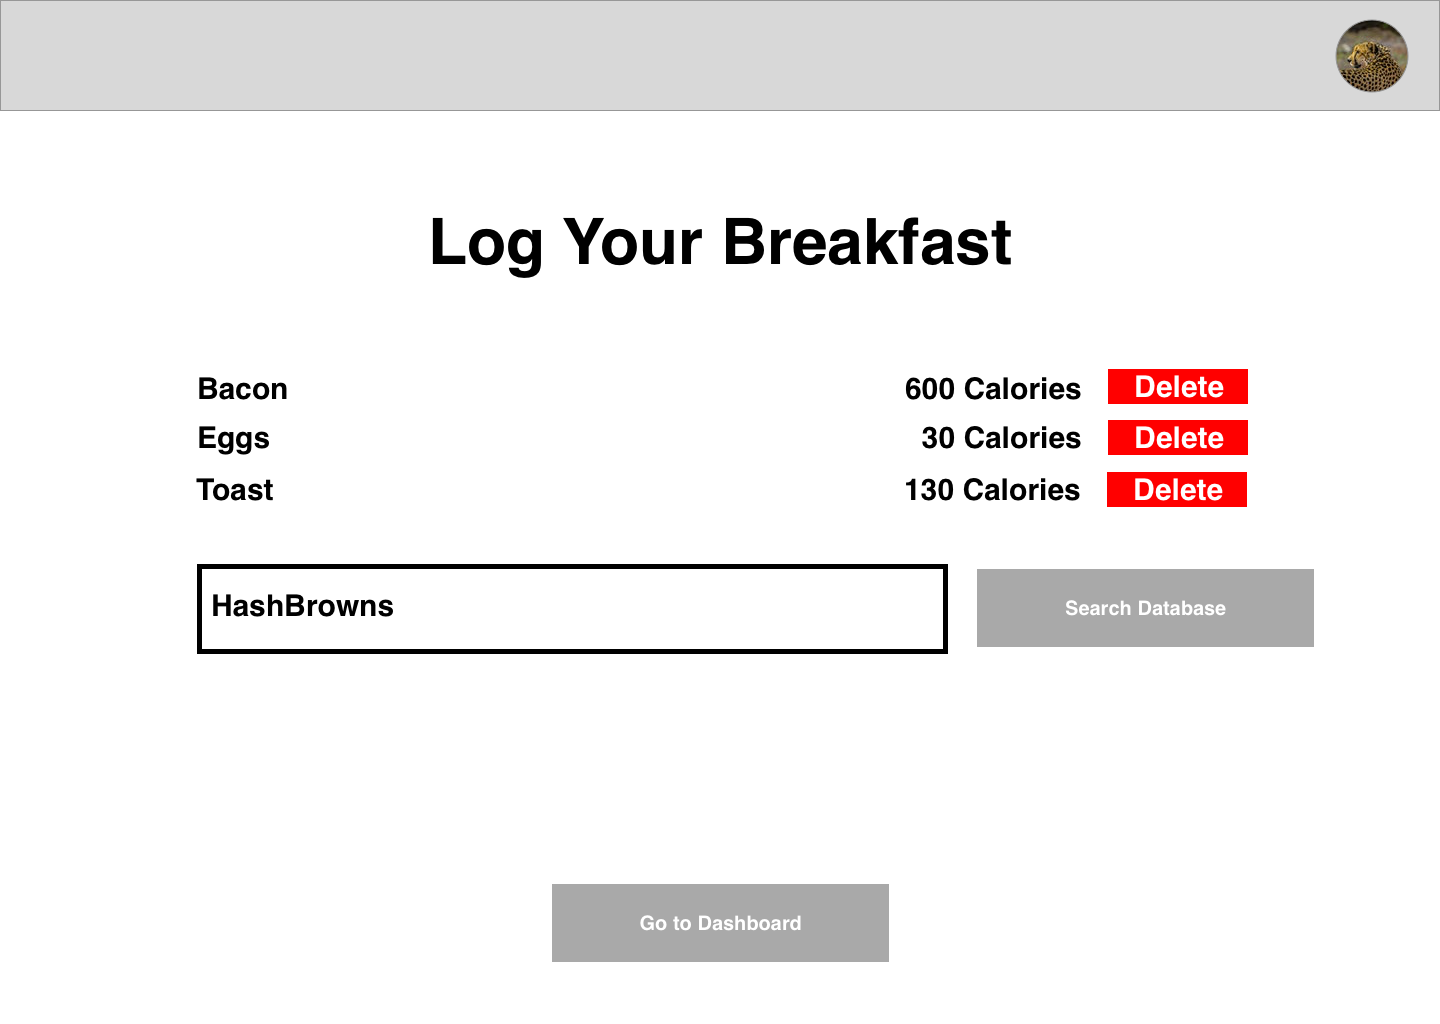 Log Your Breakfast
Bacon 600 Calories Delete
Eggs 30 Calories Delete
Toast 130 Calories Delete
HashBrowns Search Database
Go to Dashboard